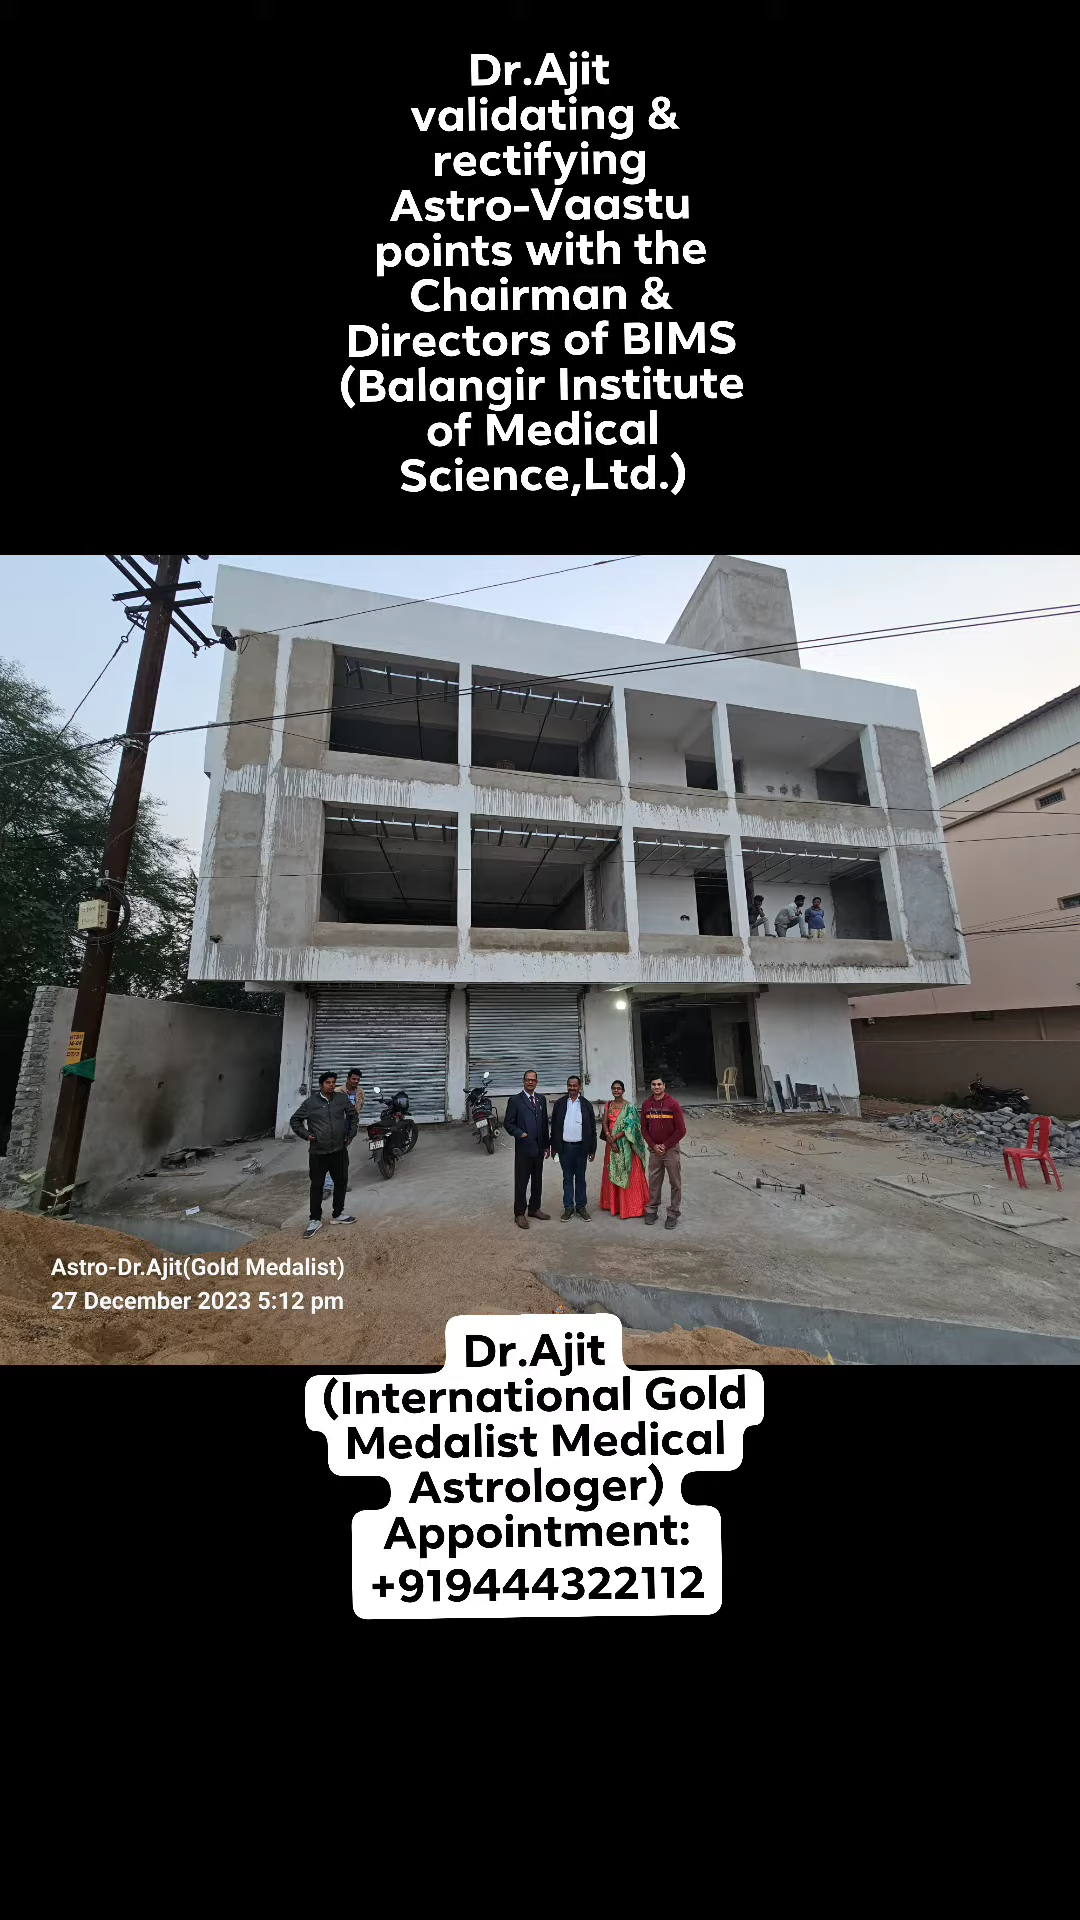 Dr.Ajit
validating &
rectifying
Astro-Vaastu
points with the
Chairman &
Directors of BIMS
(Balangir Institute
of Medical
Science,Ltd.)
Astro-Dr.Ajit(Gold Medalist)
27 December 2023 5:12 pm
Dr.Ajit
(International Gold
Medalist Medical
Astrologer)
Appointment:
+919444322112